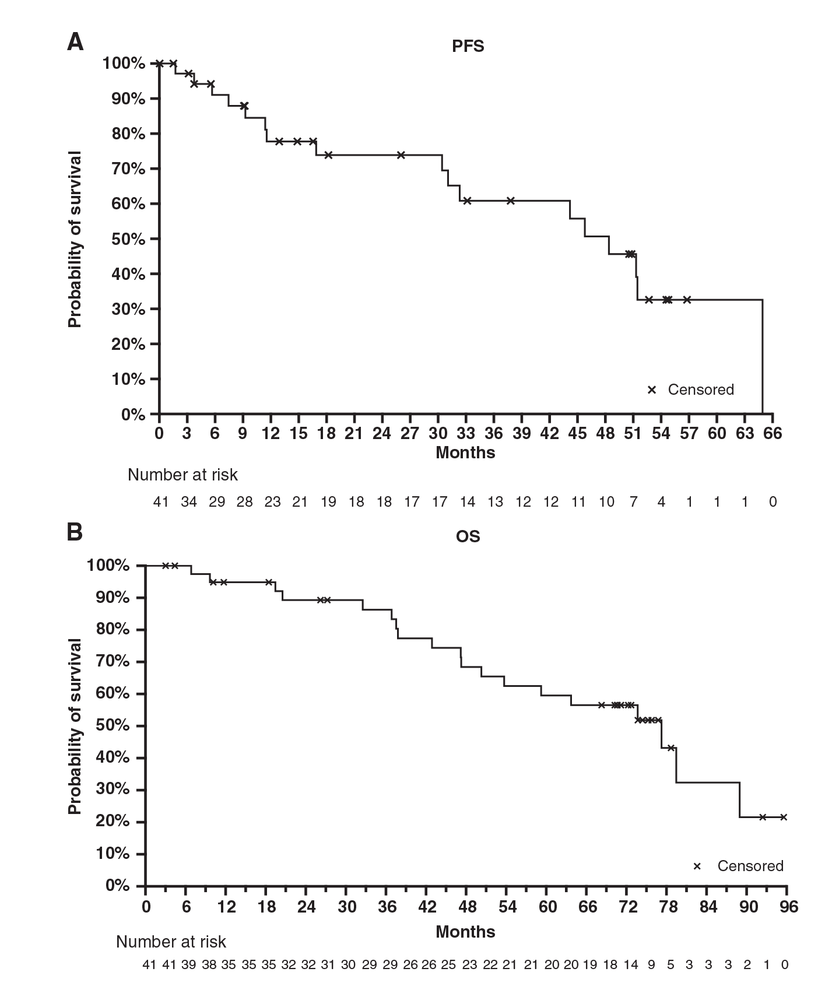 A
PFS
100%
90%
80%
70%
60%
50%
40%
30%
20%
10%
0%
Probability of survival
Censored
0 3 6 9 12 15 18 21 24 27 30 33 36 39 42 45 48 51 54 57 60 63 66
Months
Number at risk
41 34 29 28 23 21 19 18 18 17 17 14 13 12 12 11 10 7 4 1 1 1 0
B
OS
100%
90%
80%
70%
60%
50%
40%
30%
20%
10%
0%
Probability of survival
Censored
0 6 12 18 24 30 36 42 48 54 60 66 72 78 84 90 96
Months
Number at risk
41 41 39 38 35 35 35 32 32 31 30 29 29 26 26 25 23 22 21 21 20 20 19 18 14 9 5 3 3 3 2 1 0